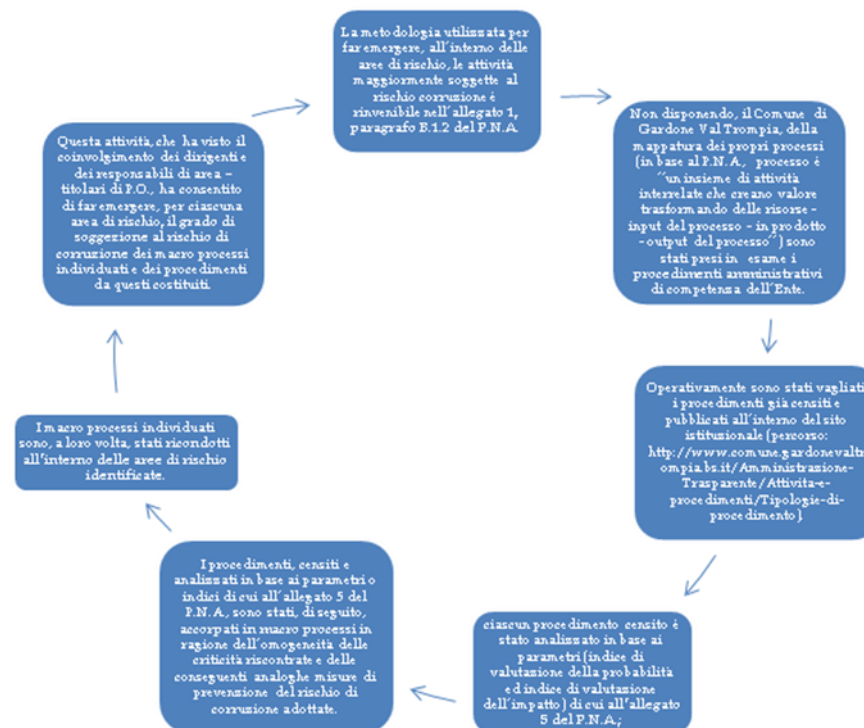 La metodologia utilizzata per
far emergere, all'interno delle
aree di rischio, le attività
maggiormente soggette al
rischio corruzione è
rinvenibile nell'allegato 1,
paragrafo B.1.2 del P.N.A.
Non disponendo, il Comune di
Gardone Val Trompia, della
mappatura dei propri processi
(in base al P.N.A., processo è
"un insieme di attività
interrelate che creano valore
trasformando delle risorse -
input del processo - in prodotto
-output del processo") sono
stati presi in esame i
procedimenti amministrativi
di competenza dell'Ente.
Operativamente sono stati vagliati
i procedimenti già censiti e
pubblicati all'interno del sito
istituzionale (percorso:
http://www.comune.gardonevaltr
ompia.bs.it/Amministrazione-
Trasparente/Attivita-e-
procedimenti/Tipologie-di-
procedimento).
ciascun procedimento censito è
stato analizzato in base ai
parametri (indice di
valutazione della probabilità
ed indice di valutazione
dell'impatto) di cui all'allegato
5 del P.N.A.;
I procedimenti, censiti e
analizzati in base ai parametri o
indici di cui all'allegato 5 del
P.N.A., sono stati, di seguito,
accorpati in macro processi in
ragione dell'omogeneità delle
criticità riscontrate e delle
conseguenti analoghe misure di
prevenzione del rischio di
corruzione adottate.
I macro processi individuati
sono, a loro volta, stati ricondotti
all'interno delle aree di rischio
identificate.
Questa attività, che ha visto il
coinvolgimento dei dirigenti e
dei responsabili di area –
titolari di P.O., ha consentito
di far emergere, per ciascuna
area di rischio, il grado di
soggezione al rischio di
corruzione dei macro processi
individuati e dei procedimenti
da questi costituiti.